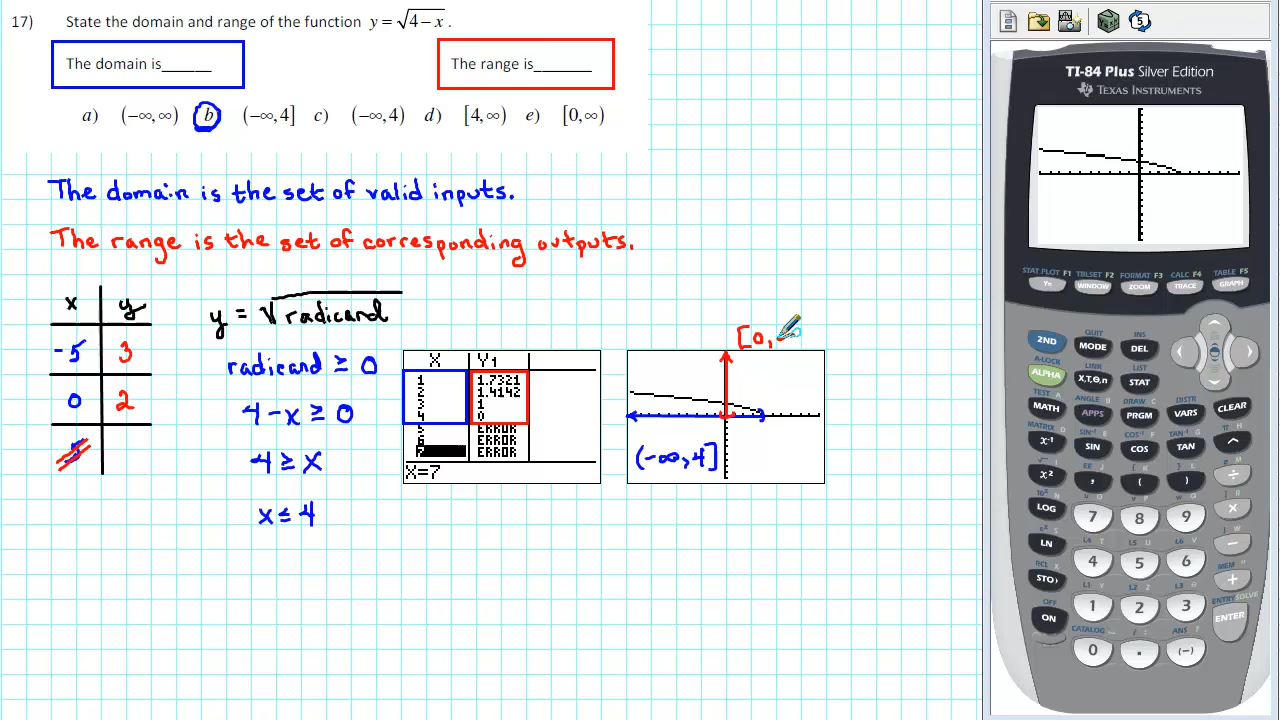 17) State the domain and range of the function y = √4 − x .
The domain is______
The range is_______
a) (−∞, ∞) b (−∞, 4] c) (−∞, 4) d) [4, ∞) e) [0, ∞)
The domain is the set of valid inputs.
The range is the set of corresponding outputs.
x y
-5 3
0 2
5
y = √radicand
radicand ≥ 0
4 - x ≥ 0
4 ≥ x
x ≤ 4
X Y1
1 1.7321
2 1.4142
3 1
4 0
5 ERROR
6 ERROR
ERROR
X=7
[0,
(-∞, 4]
TI-84 Plus Silver Edition
TEXAS INSTRUMENTS
STAT PLOT F1 TBLSET F2 FORMAT F3 CALC F4 TABLE F5
Y= WINDOW ZOOM TRACE GRAPH
QUIT INS
2ND MODE DEL
A-LOCK LINK LIST
ALPHA X,T,Θ,n STAT
TEST A ANGLE B DRAW C DISTR
MATH APPS PRGM VARS CLEAR
MATRIX D SIN⁻¹ E COS⁻¹ F TAN⁻¹ G π H
x⁻¹ SIN COS TAN ^
√ I EE J { K } L e M
x² , ( ) ÷
10ˣ N u O v P w Q [ R
LOG 7 8 9 ×
eˣ S L4 T L5 U L6 V ] W
LN 4 5 6 −
RCL X L1 Y L2 Z L3 θ MEM "
STO› 1 2 3 +
OFF CATALOG : ANS ? ENTRY SOLVE
ON 0 . (−) ENTER